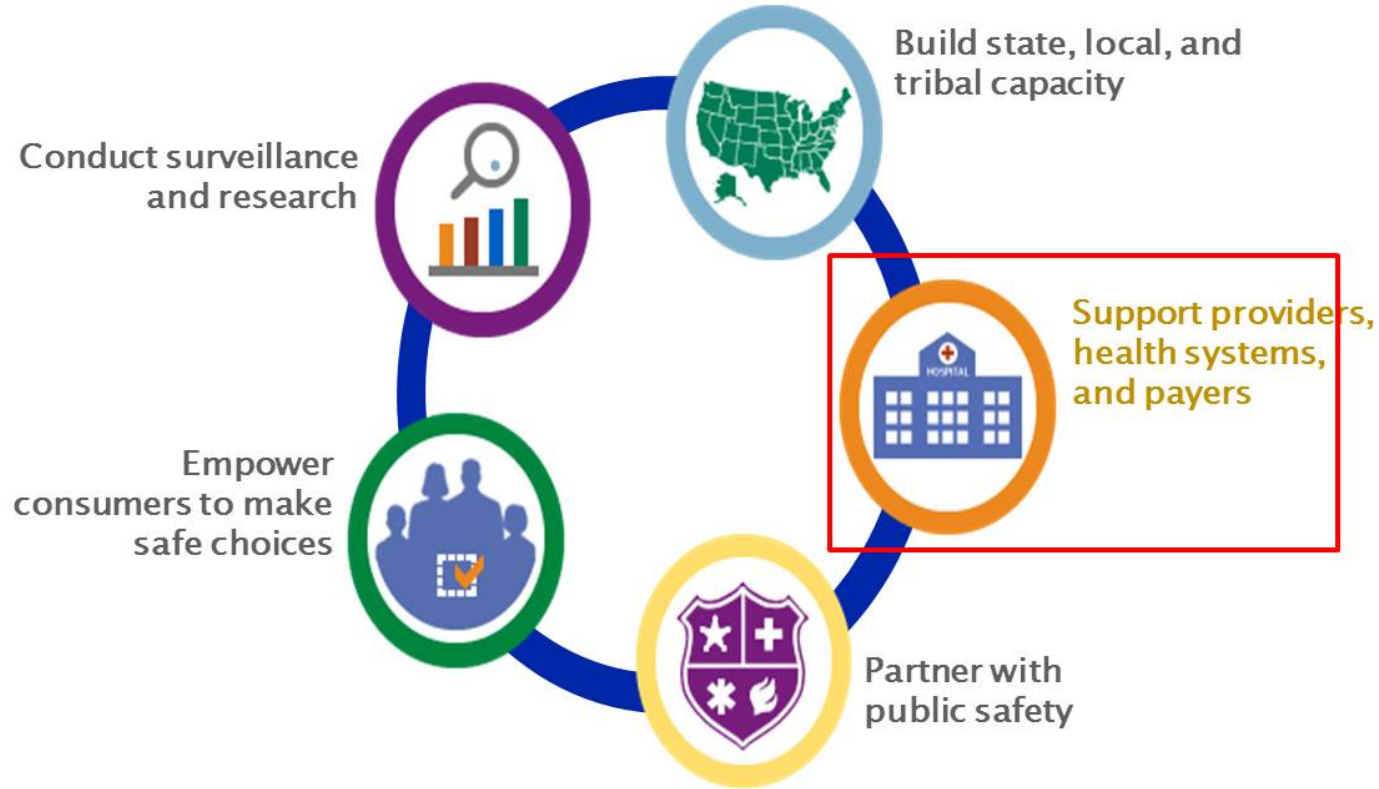 Build state, local, and
tribal capacity
Conduct surveillance
and research
Support providers,
health systems,
and payers
HOSPITAL
Empower
consumers to make
safe choices
Partner with
public safety